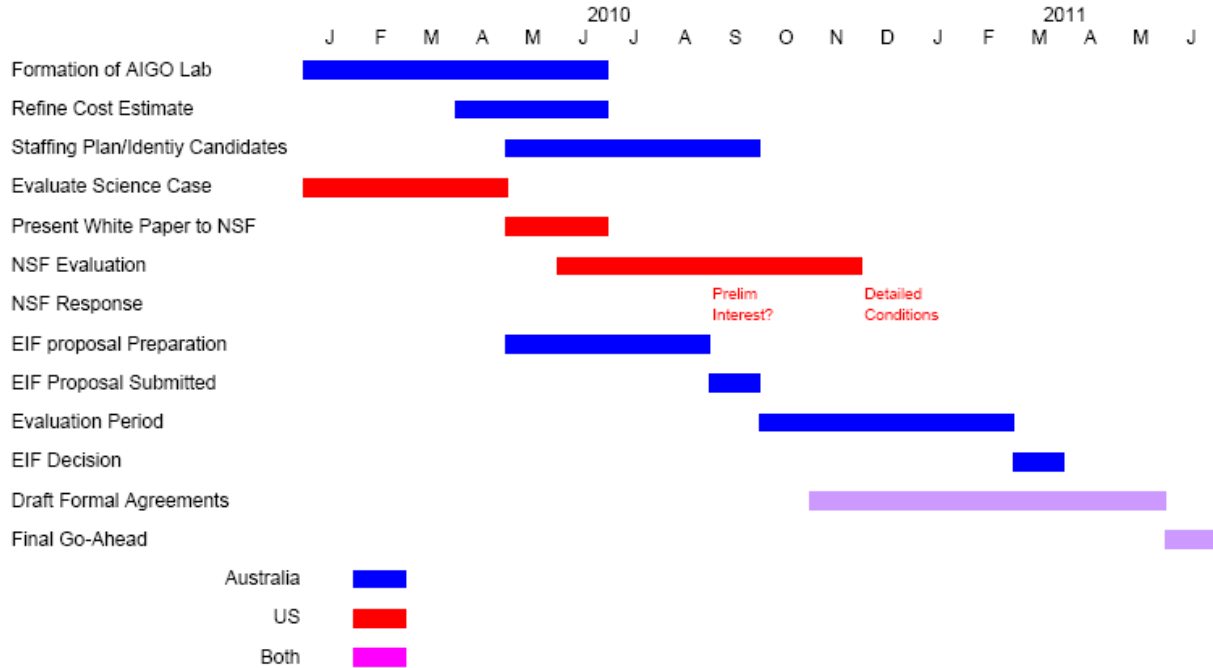 2010 2011
J F M A M J J A S O N D J F M A M J
Formation of AIGO Lab
Refine Cost Estimate
Staffing Plan/Identiy Candidates
Evaluate Science Case
Present White Paper to NSF
NSF Evaluation
NSF Response
Prelim Detailed
Interest? Conditions
EIF proposal Preparation
EIF Proposal Submitted
Evaluation Period
EIF Decision
Draft Formal Agreements
Final Go-Ahead
Australia
US
Both